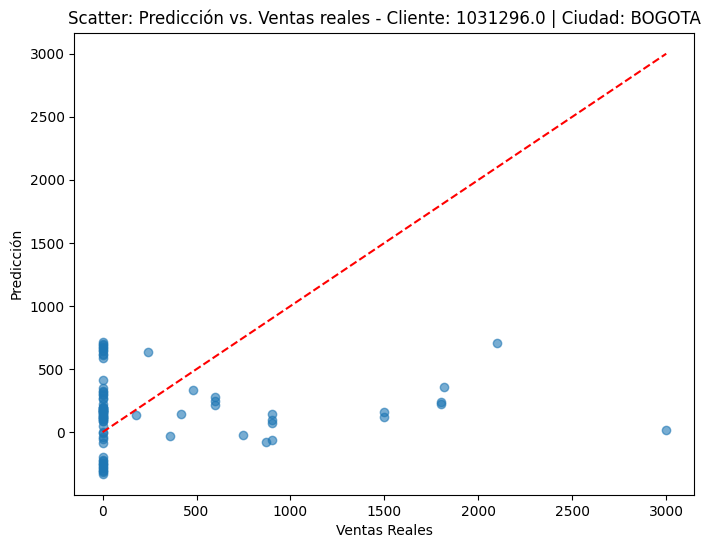 Scatter: Predicción vs. Ventas reales - Cliente: 1031296.0 | Ciudad: BOGOTA
3000
2500
2000
1500
1000
500
0
Predicción
0 500 1000 1500 2000 2500 3000
Ventas Reales